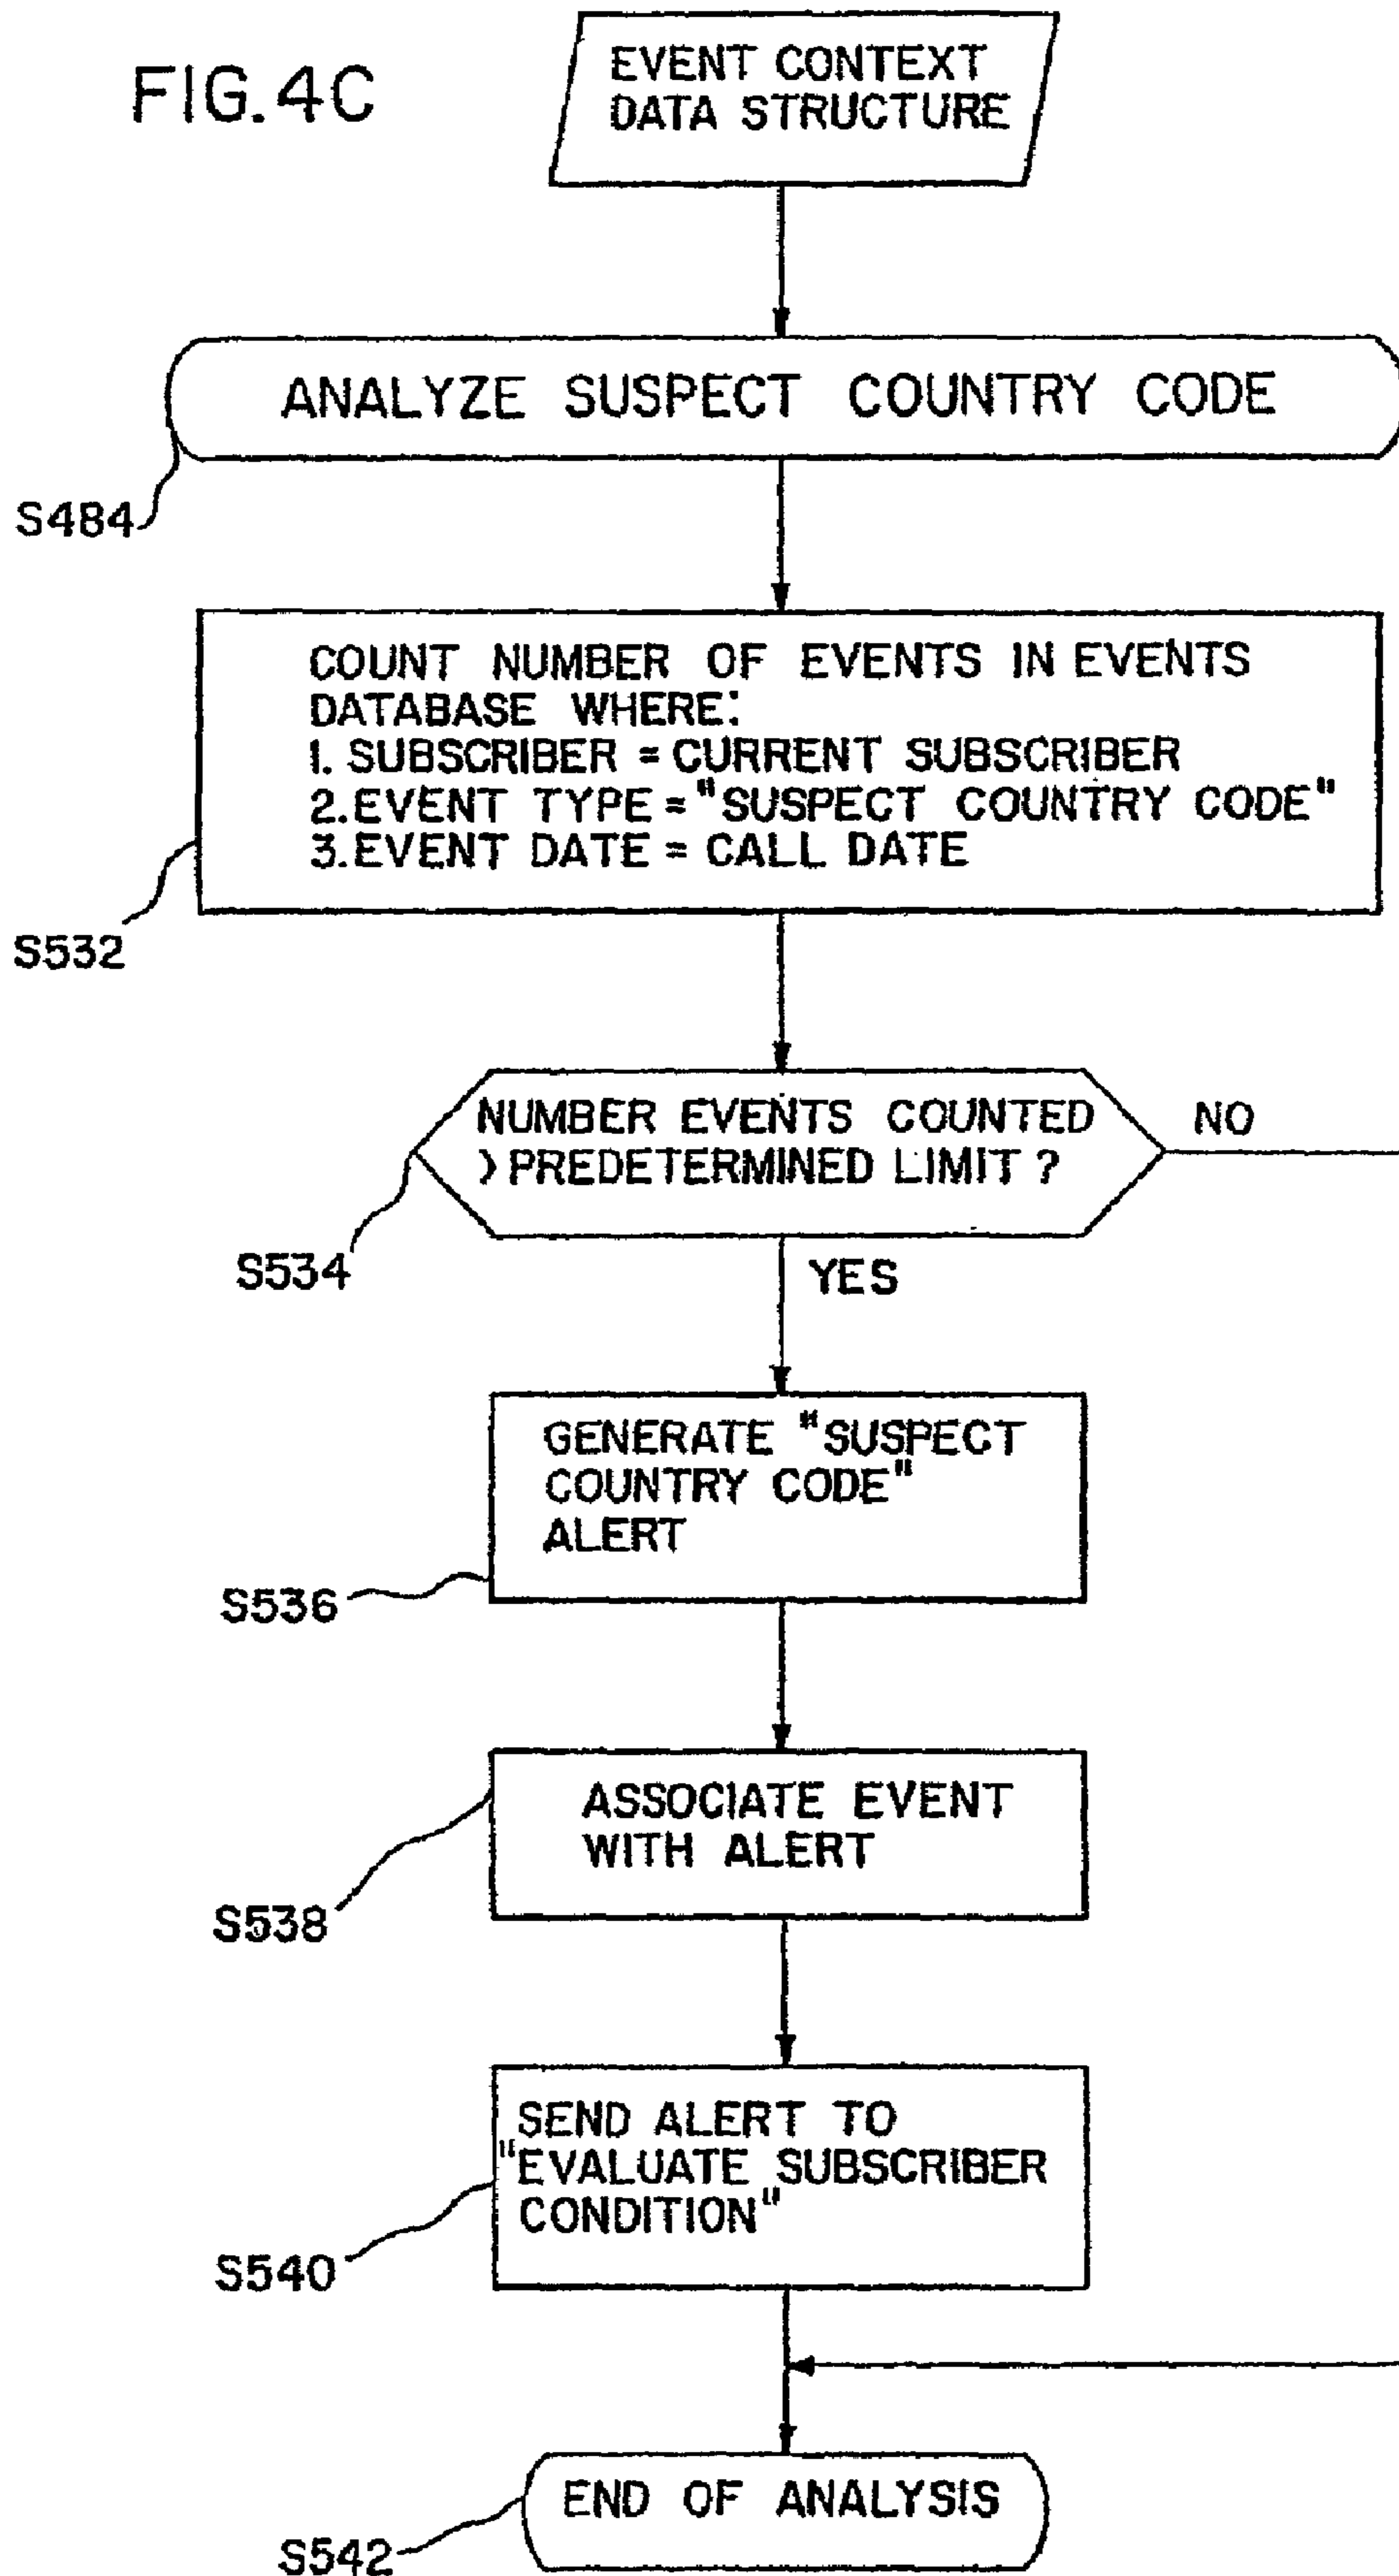 FIG. 4C
EVENT CONTEXT
DATA STRUCTURE
ANALYZE SUSPECT COUNTRY CODE
S484
COUNT NUMBER OF EVENTS IN EVENTS
DATABASE WHERE:
1. SUBSCRIBER = CURRENT SUBSCRIBER
2. EVENT TYPE = "SUSPECT COUNTRY CODE"
3. EVENT DATE = CALL DATE
S532
NUMBER EVENTS COUNTED
> PREDETERMINED LIMIT ?
NO
S534
YES
GENERATE "SUSPECT
COUNTRY CODE"
ALERT
S536
ASSOCIATE EVENT
WITH ALERT
S538
SEND ALERT TO
"EVALUATE SUBSCRIBER
CONDITION"
S540
END OF ANALYSIS
S542